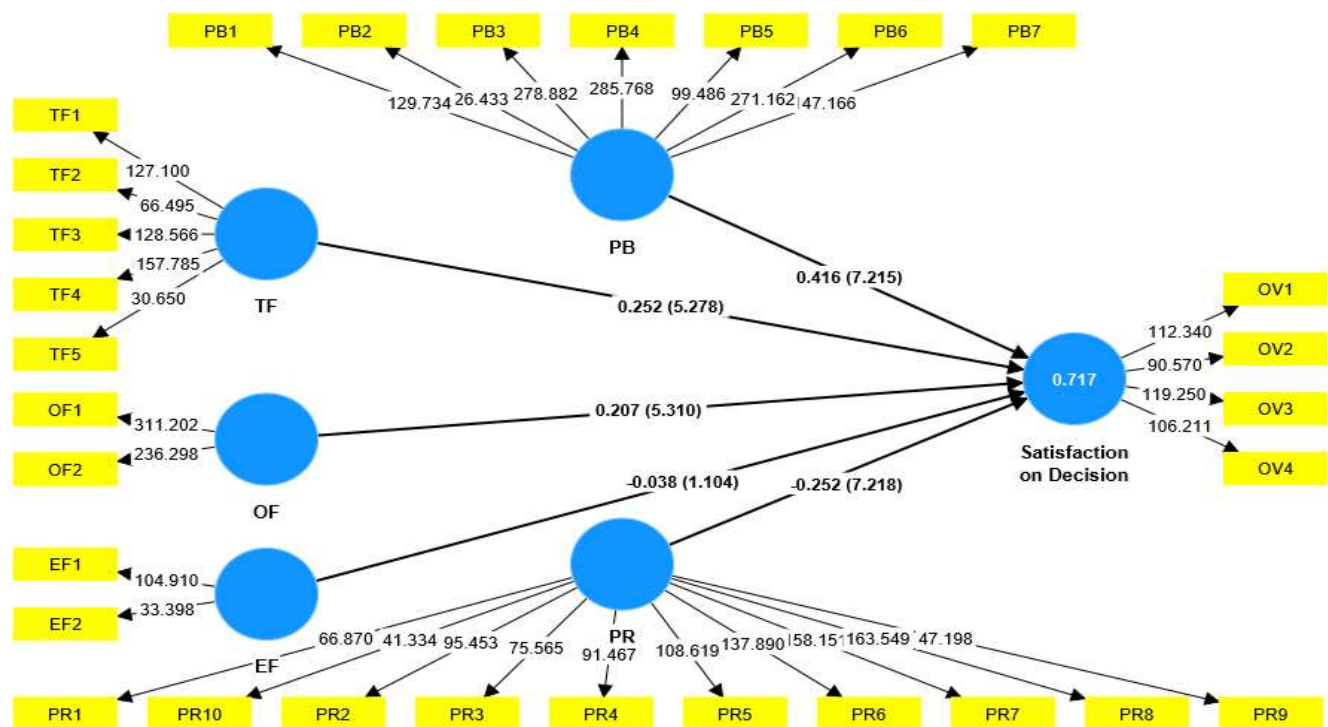 PB1 PB2 PB3 PB4 PB5 PB6 PB7
129.734 26.433 278.882 285.768 99.486 271.162 47.166
TF1
TF2
TF3
TF4
TF5
127.100
66.495
128.566
157.785
30.650
TF
PB
0.416 (7.215)
0.252 (5.278)
OF1
OF2
311.202
236.298
OF
0.207 (5.310)
0.717
Satisfaction
on Decision
112.340
90.570
119.250
106.211
OV1
OV2
OV3
OV4
-0.038 (1.104)
-0.252 (7.218)
EF1
EF2
104.910
33.398
EF
PR
66.870 41.334 95.453 75.565 91.467 108.619 137.890 58.151 163.549 47.198
PR1 PR10 PR2 PR3 PR4 PR5 PR6 PR7 PR8 PR9